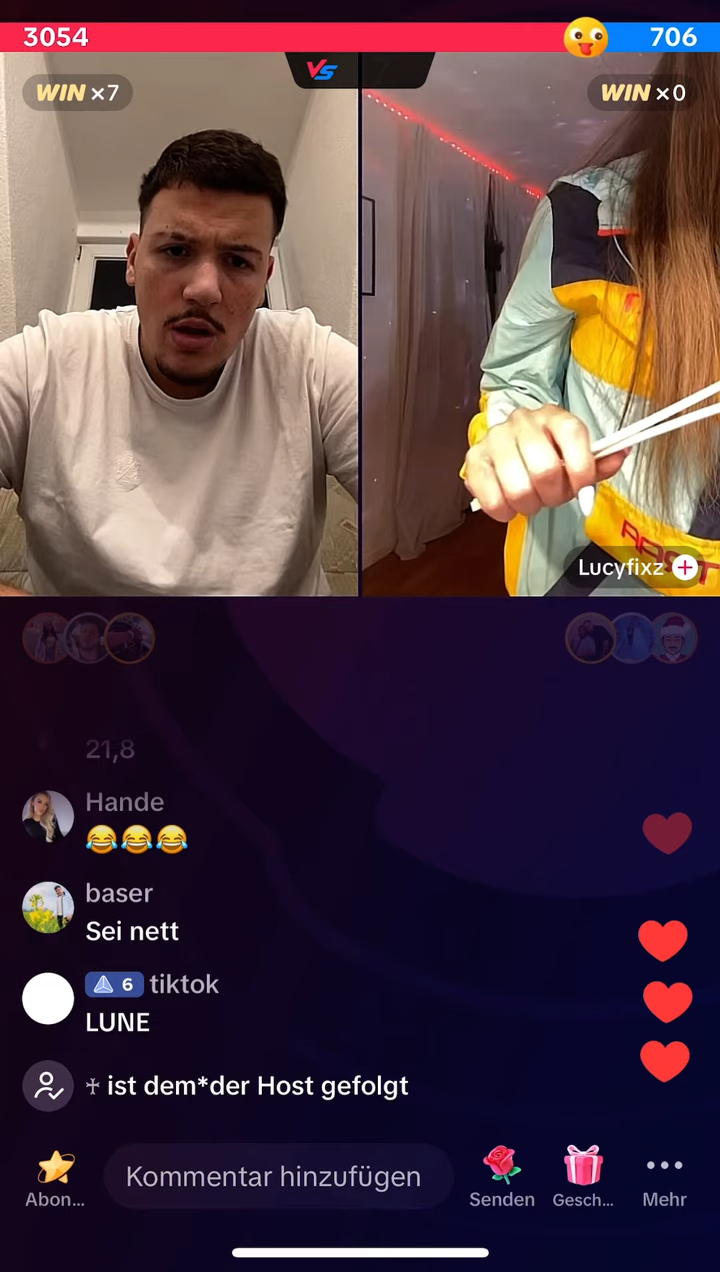 3054
706
VS
WIN ×7
WIN ×0
Lucyfixz
21,8
Hande
😂😂😂
baser
Sei nett
6 tiktok
LUNE
♰ ist dem*der Host gefolgt
Abon...
Kommentar hinzufügen
Senden
Gesch...
Mehr